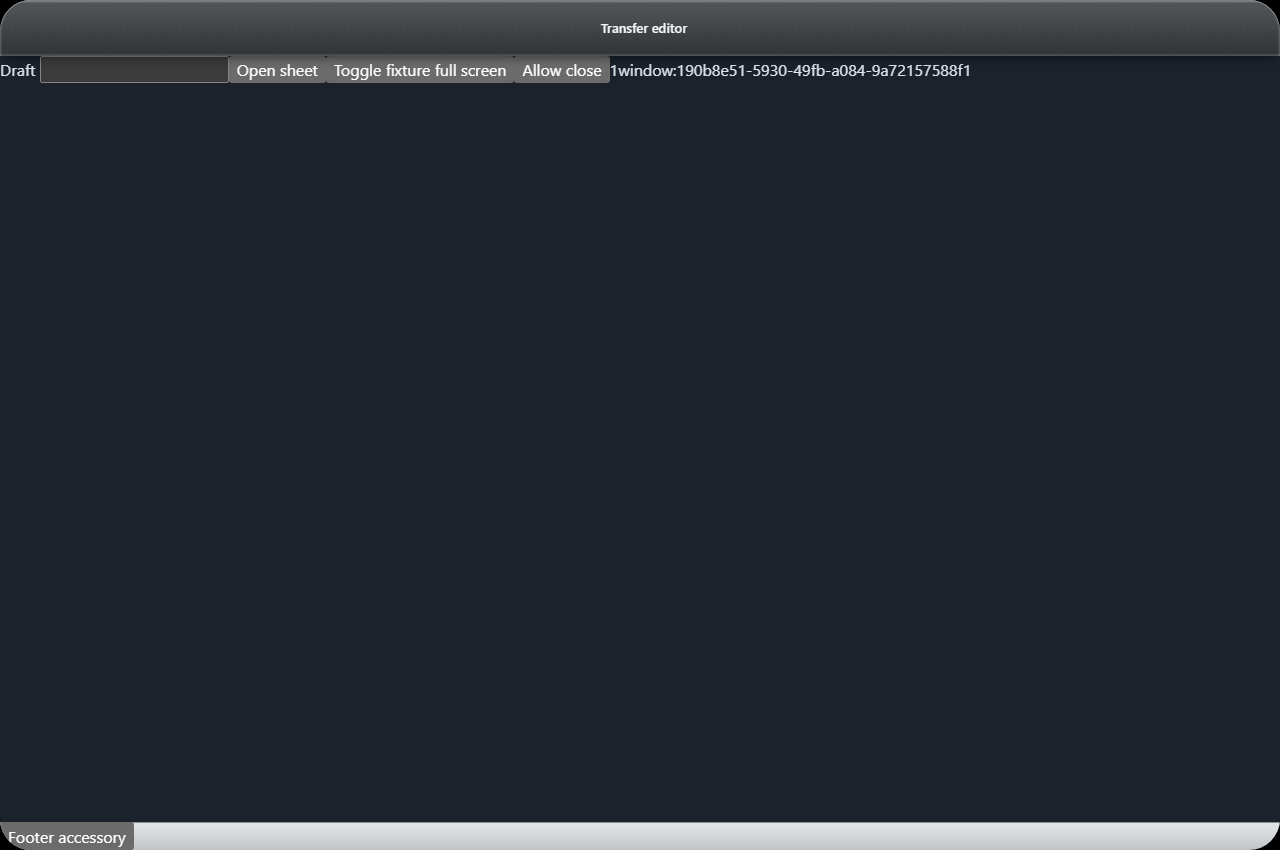 Transfer editor
Draft Open sheet Toggle fixture full screen Allow close 1window:190b8e51-5930-49fb-a084-9a72157588f1
Footer accessory